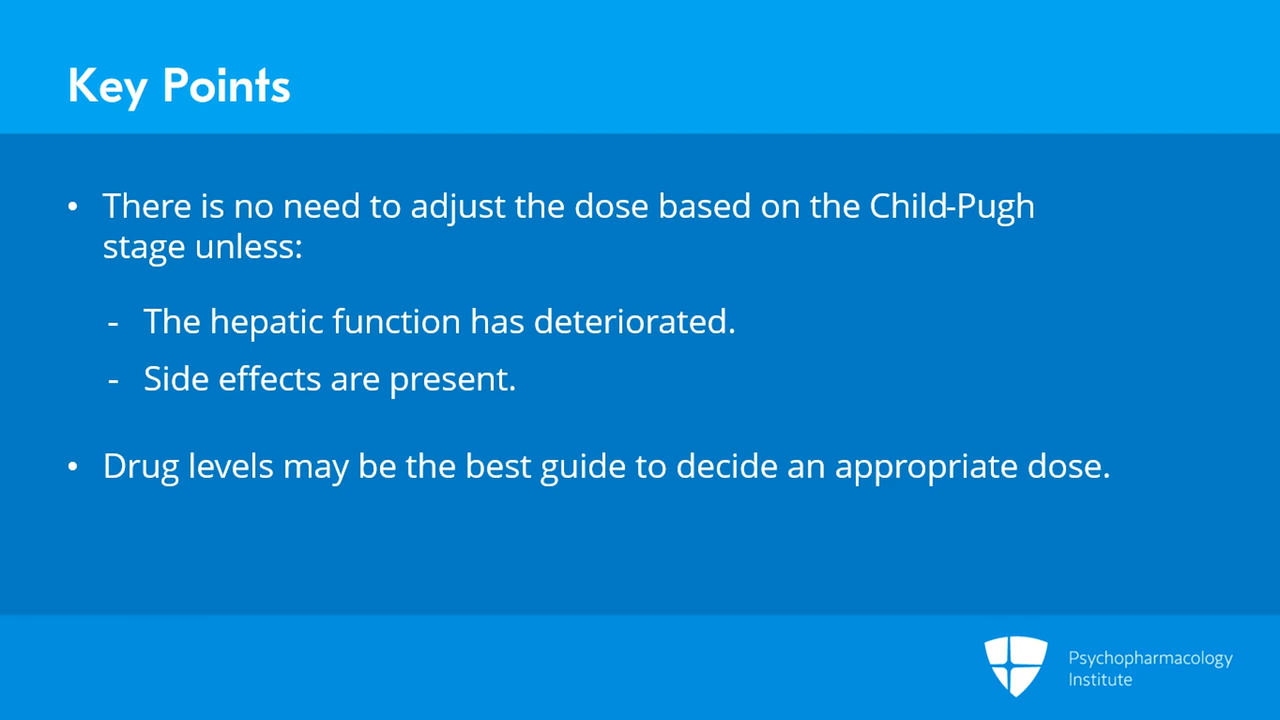 Key Points
• There is no need to adjust the dose based on the Child-Pugh
stage unless:
- The hepatic function has deteriorated.
- Side effects are present.
• Drug levels may be the best guide to decide an appropriate dose.
Psychopharmacology
Institute